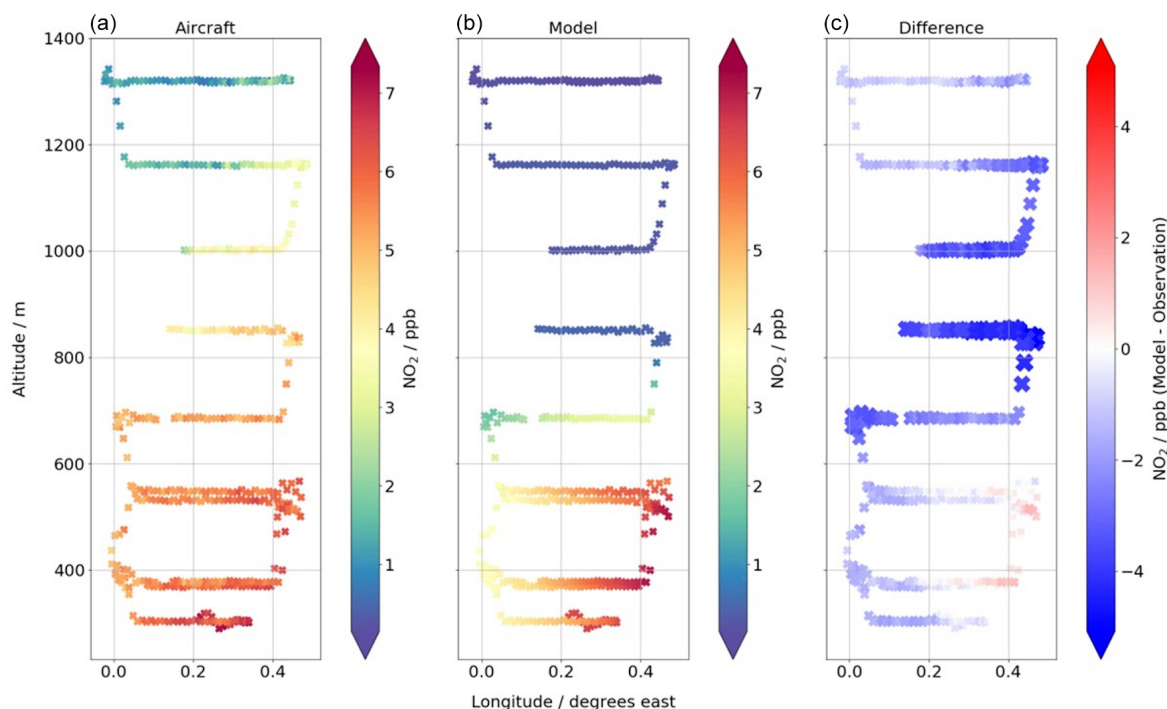 (a) Aircraft
(b) Model
(c) Difference
Altitude / m
1400
1200
1000
800
600
400
0.0 0.2 0.4
7
6
5
4
3
2
1
NO₂ / ppb
0.0 0.2 0.4
7
6
5
4
3
2
1
NO₂ / ppb
0.0 0.2 0.4
4
2
0
−2
−4
NO₂ / ppb (Model - Observation)
Longitude / degrees east